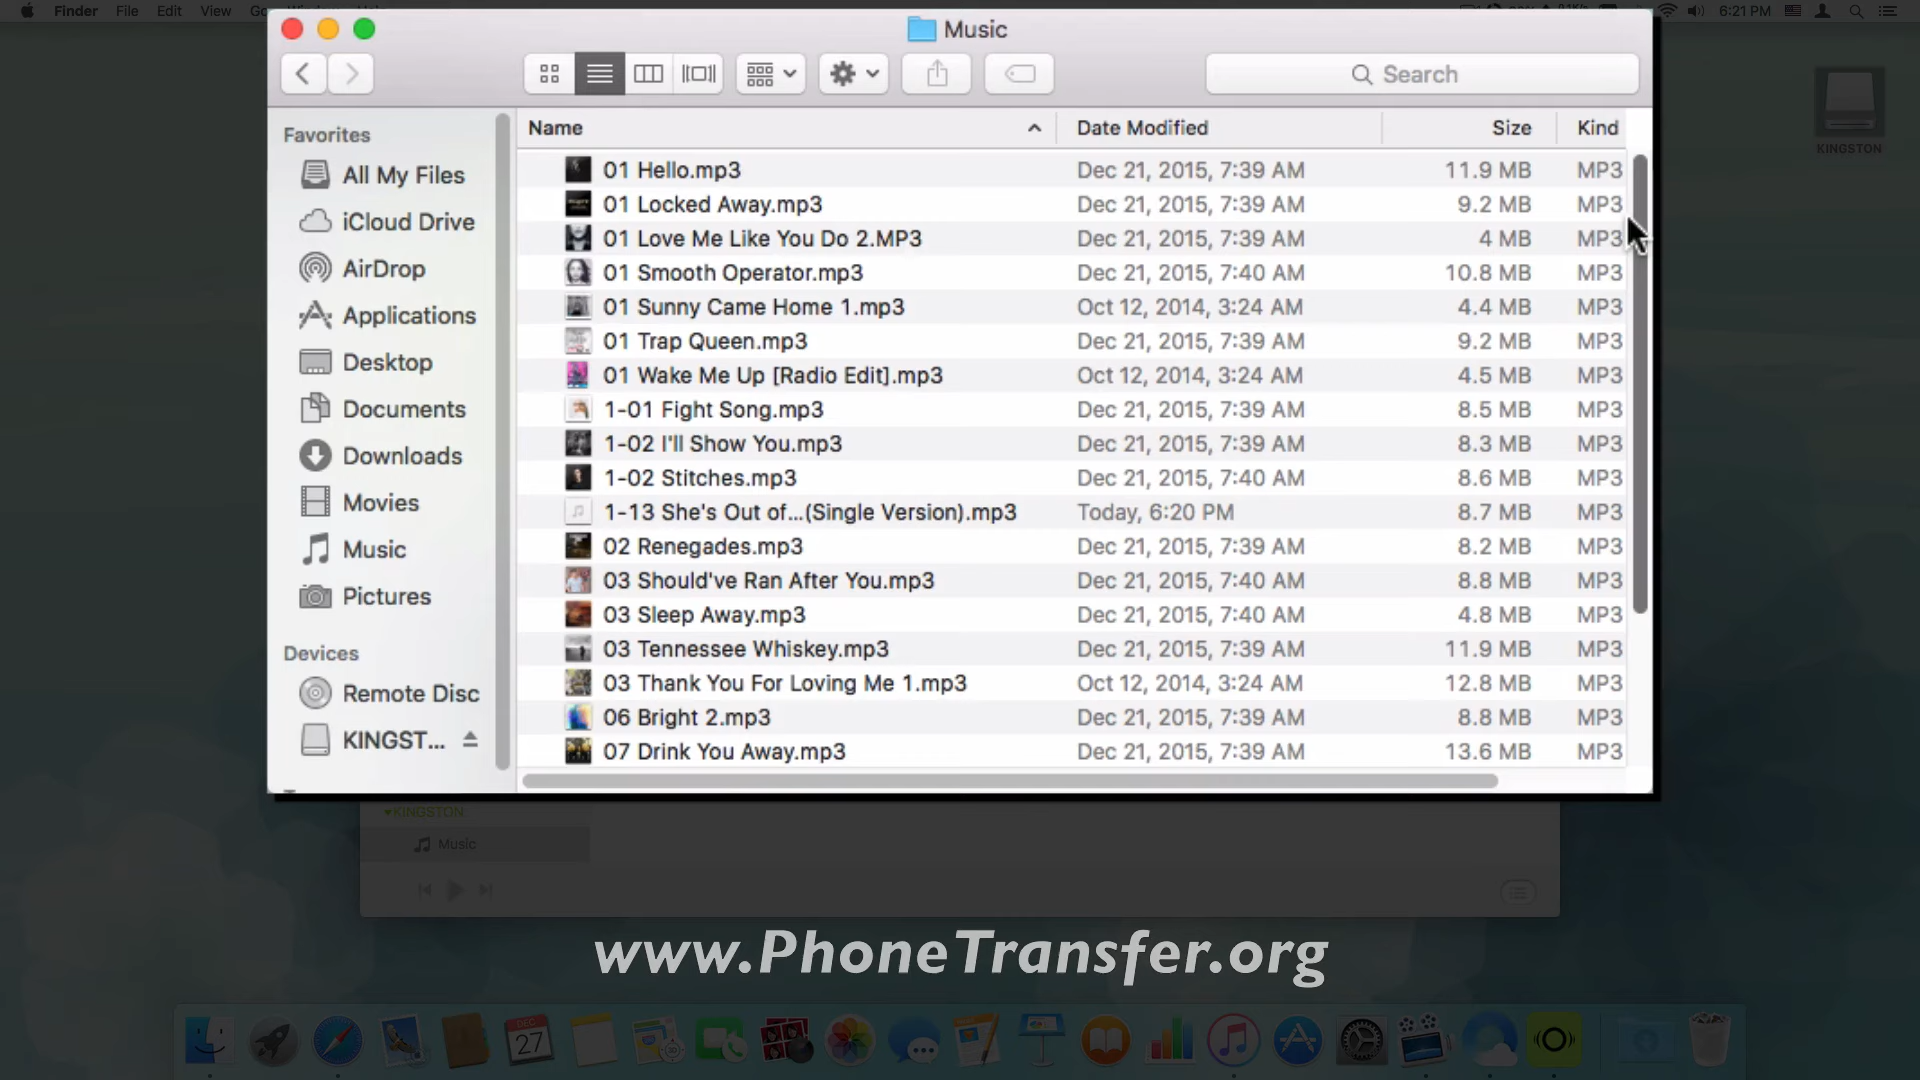 Finder File Edit View Go
6:21 PM
Music
Search
KINGSTON
Favorites
All My Files
iCloud Drive
AirDrop
Applications
Desktop
Documents
Downloads
Movies
Music
Pictures
Devices
Remote Disc
KINGST...
Name Date Modified Size Kind
01 Hello.mp3 Dec 21, 2015, 7:39 AM 11.9 MB MP3
01 Locked Away.mp3 Dec 21, 2015, 7:39 AM 9.2 MB MP3
01 Love Me Like You Do 2.MP3 Dec 21, 2015, 7:39 AM 4 MB MP3
01 Smooth Operator.mp3 Dec 21, 2015, 7:40 AM 10.8 MB MP3
01 Sunny Came Home 1.mp3 Oct 12, 2014, 3:24 AM 4.4 MB MP3
01 Trap Queen.mp3 Dec 21, 2015, 7:39 AM 9.2 MB MP3
01 Wake Me Up [Radio Edit].mp3 Oct 12, 2014, 3:24 AM 4.5 MB MP3
1-01 Fight Song.mp3 Dec 21, 2015, 7:39 AM 8.5 MB MP3
1-02 I'll Show You.mp3 Dec 21, 2015, 7:39 AM 8.3 MB MP3
1-02 Stitches.mp3 Dec 21, 2015, 7:40 AM 8.6 MB MP3
1-13 She's Out of...(Single Version).mp3 Today, 6:20 PM 8.7 MB MP3
02 Renegades.mp3 Dec 21, 2015, 7:39 AM 8.2 MB MP3
03 Should've Ran After You.mp3 Dec 21, 2015, 7:40 AM 8.8 MB MP3
03 Sleep Away.mp3 Dec 21, 2015, 7:40 AM 4.8 MB MP3
03 Tennessee Whiskey.mp3 Dec 21, 2015, 7:39 AM 11.9 MB MP3
03 Thank You For Loving Me 1.mp3 Oct 12, 2014, 3:24 AM 12.8 MB MP3
06 Bright 2.mp3 Dec 21, 2015, 7:39 AM 8.8 MB MP3
07 Drink You Away.mp3 Dec 21, 2015, 7:39 AM 13.6 MB MP3
KINGSTON
Music
www.PhoneTransfer.org
DEC
27